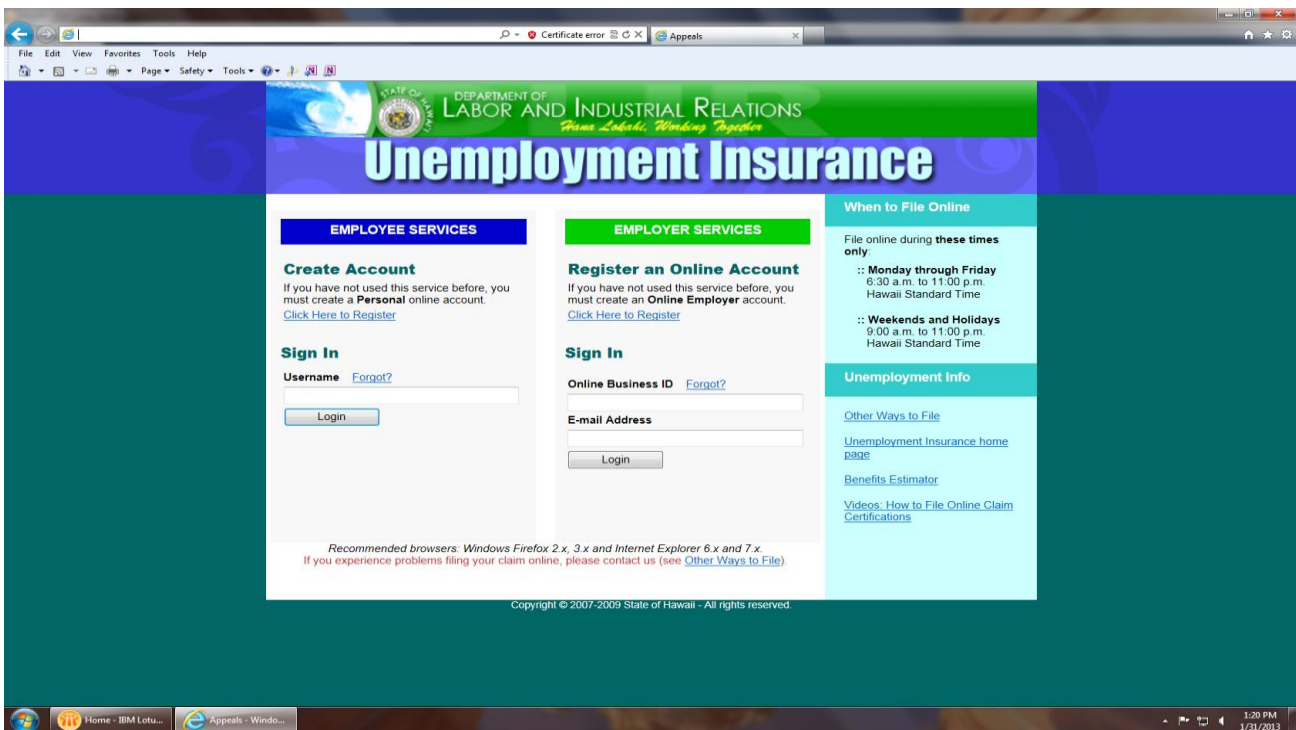 Certificate error
Appeals
File Edit View Favorites Tools Help
Page Safety Tools
STATE OF HAWAII
DEPARTMENT OF
LABOR AND INDUSTRIAL RELATIONS
Hana Lokahi, Working Together
Unemployment Insurance
EMPLOYEE SERVICES
Create Account
If you have not used this service before, you
must create a Personal online account.
Click Here to Register
Sign In
Username Forgot?
Login
EMPLOYER SERVICES
Register an Online Account
If you have not used this service before, you
must create an Online Employer account.
Click Here to Register
Sign In
Online Business ID Forgot?
E-mail Address
Login
When to File Online
File online during these times
only:
:: Monday through Friday
6:30 a.m. to 11:00 p.m.
Hawaii Standard Time
:: Weekends and Holidays
9:00 a.m. to 11:00 p.m.
Hawaii Standard Time
Unemployment Info
Other Ways to File
Unemployment Insurance home
page
Benefits Estimator
Videos: How to File Online Claim
Certifications
Recommended browsers: Windows Firefox 2.x, 3.x and Internet Explorer 6.x and 7.x.
If you experience problems filing your claim online, please contact us (see Other Ways to File).
Copyright © 2007-2009 State of Hawaii - All rights reserved.
Home - IBM Lotu... Appeals - Windo...
1:20 PM
1/31/2013